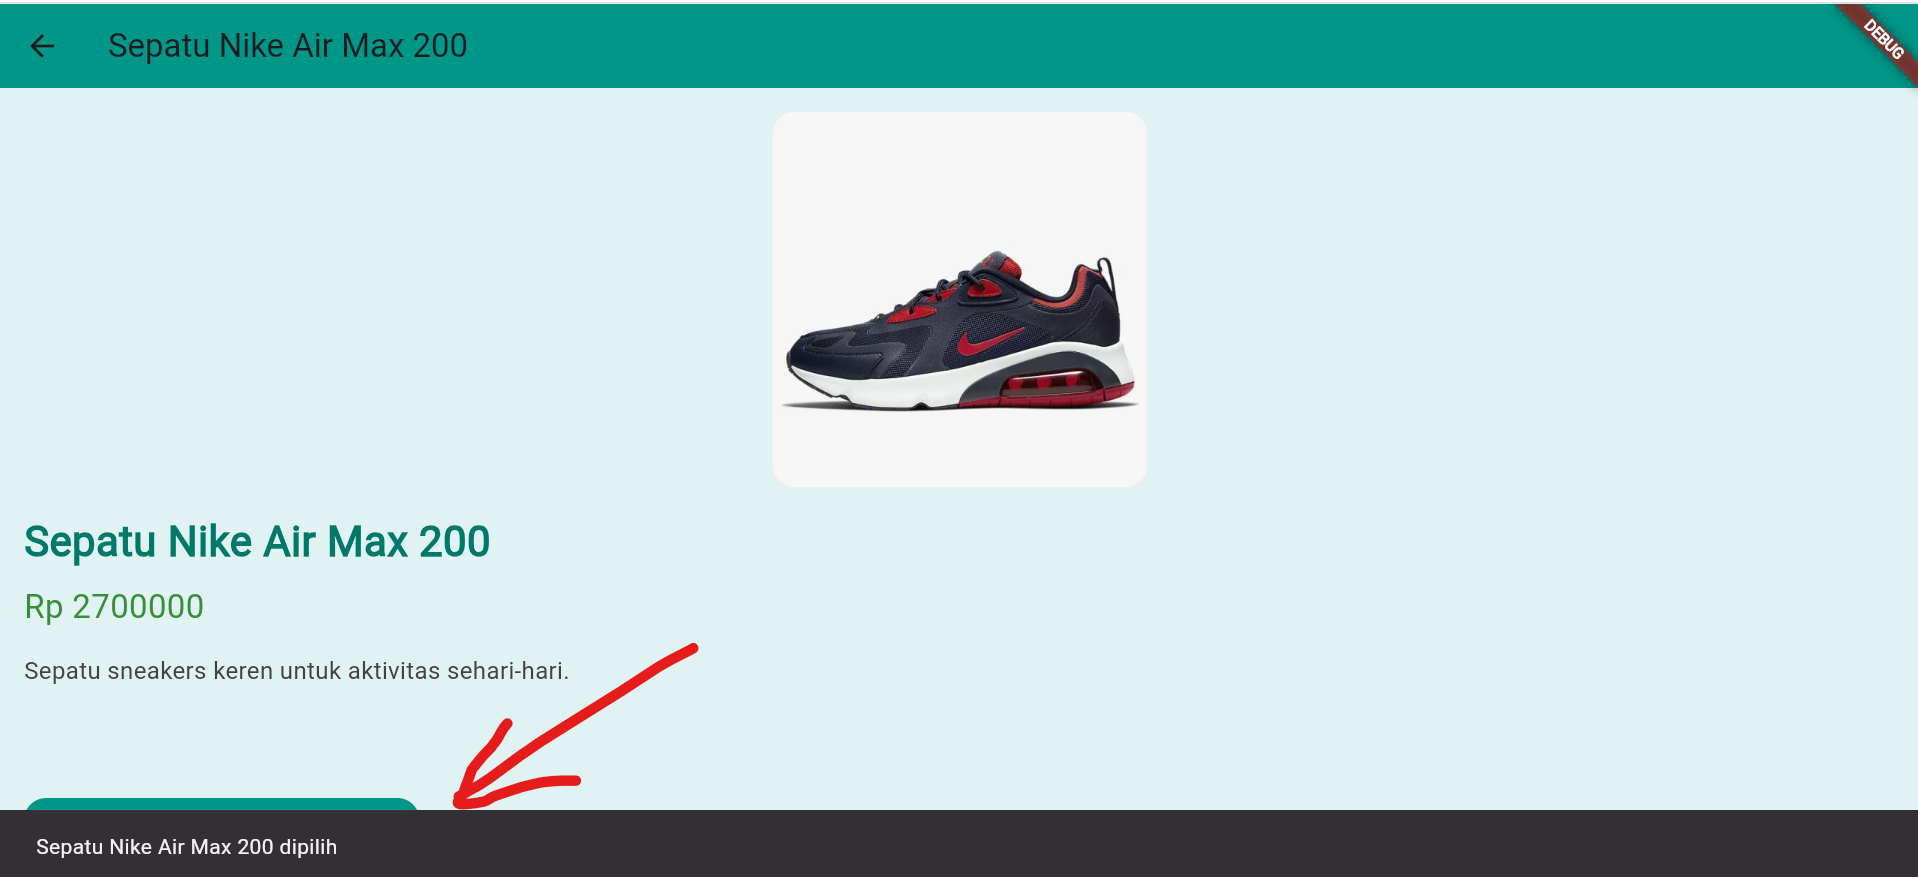 Sepatu Nike Air Max 200
DEBUG
Sepatu Nike Air Max 200
Rp 2700000
Sepatu sneakers keren untuk aktivitas sehari-hari.
Sepatu Nike Air Max 200 dipilih